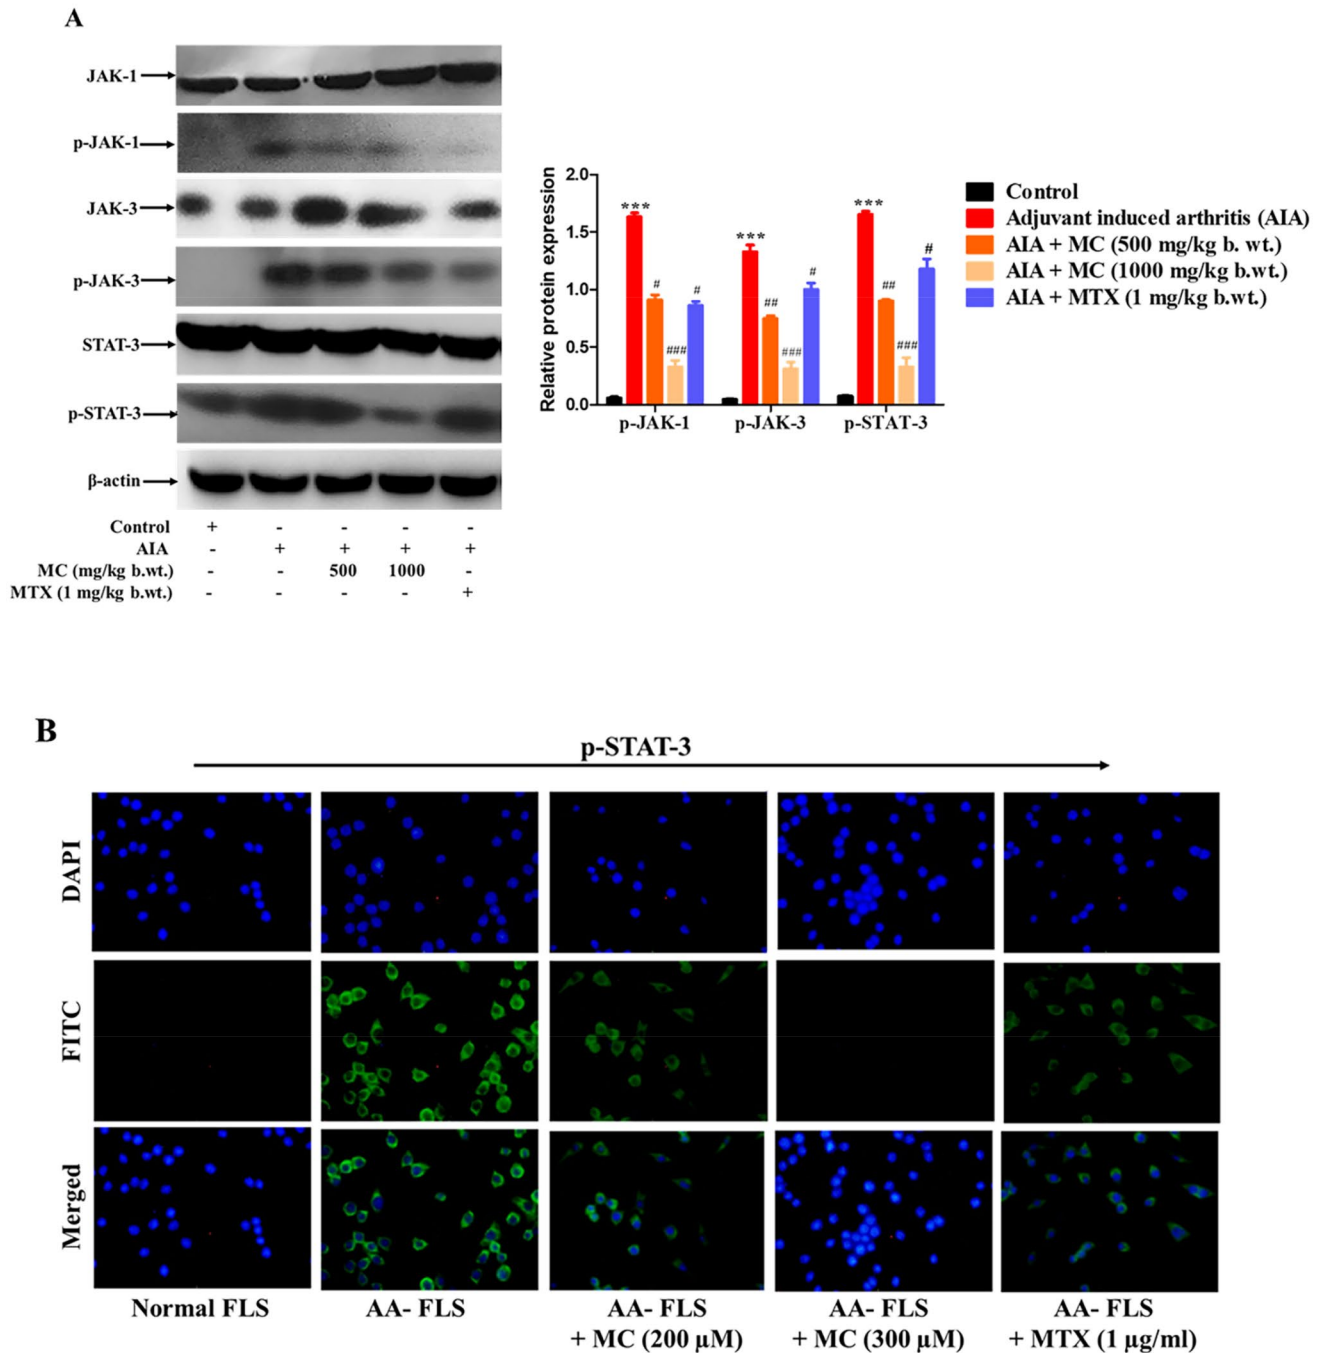 A
JAK-1
p-JAK-1
JAK-3
p-JAK-3
STAT-3
p-STAT-3
β-actin
Control + - - - -
AIA - + + + +
MC (mg/kg b.wt.) - - 500 1000 -
MTX (1 mg/kg b.wt.) - - - - +
Relative protein expression
2.0
1.5
1.0
0.5
0.0
*** # ### #
*** ## ### #
*** ## ### #
p-JAK-1 p-JAK-3 p-STAT-3
Control
Adjuvant induced arthritis (AIA)
AIA + MC (500 mg/kg b. wt.)
AIA + MC (1000 mg/kg b.wt.)
AIA + MTX (1 mg/kg b.wt.)
B
p-STAT-3
DAPI
FITC
Merged
Normal FLS
AA- FLS
AA- FLS
+ MC (200 µM)
AA- FLS
+ MC (300 µM)
AA- FLS
+ MTX (1 µg/ml)